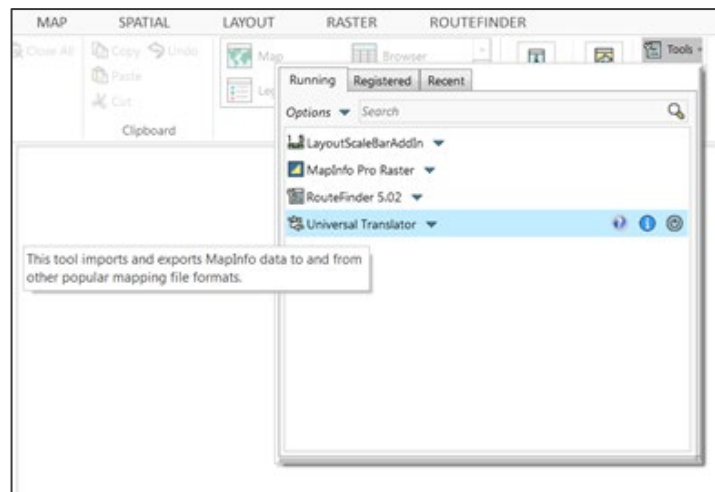 MAP SPATIAL LAYOUT RASTER ROUTEFINDER
Close All Copy Undo Map Browser Tools
Paste
Cut
Clipboard
Running Registered Recent
Options Search
LayoutScaleBarAddIn
MapInfo Pro Raster
RouteFinder 5.02
Universal Translator
This tool imports and exports MapInfo data to and from
other popular mapping file formats.